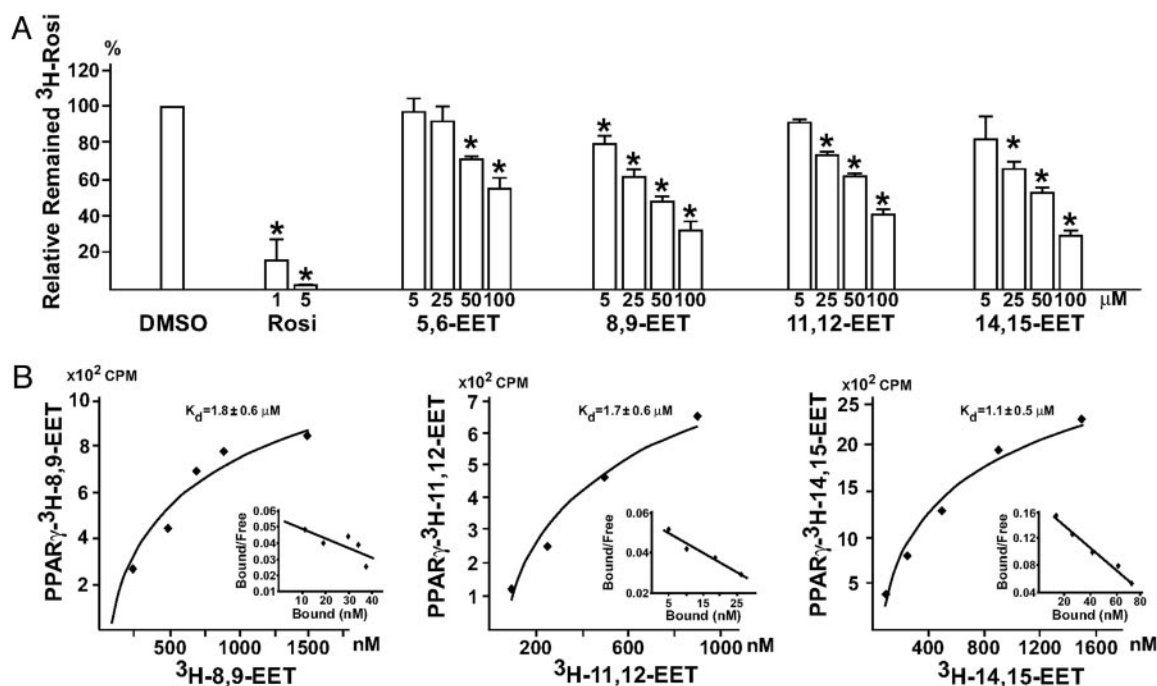 A
%
Relative Remained ³H-Rosi
120
100
80
60
40
20
* * * * * * * * * * * * * *
1 5 5 25 50 100 5 25 50 100 5 25 50 100 5 25 50 100 μM
DMSO Rosi 5,6-EET 8,9-EET 11,12-EET 14,15-EET
B
x10² CPM
PPARγ-³H-8,9-EET
K_d=1.8±0.6 μM
10
8
6
4
2
Bound/Free
0.05
0.04
0.03
0.02
0.01
10 20 30 40
Bound (nM)
500 1000 1500 nM
³H-8,9-EET
x10² CPM
PPARγ-³H-11,12-EET
K_d=1.7±0.6 μM
7
6
5
4
3
2
1
Bound/Free
0.06
0.04
0.02
5 15 25
Bound (nM)
200 600 1000 nM
³H-11,12-EET
x10² CPM
PPARγ-³H-14,15-EET
K_d=1.1±0.5 μM
25
20
15
10
5
Bound/Free
0.16
0.12
0.08
0.04
20 40 60 80
Bound (nM)
400 800 1200 1600 nM
³H-14,15-EET